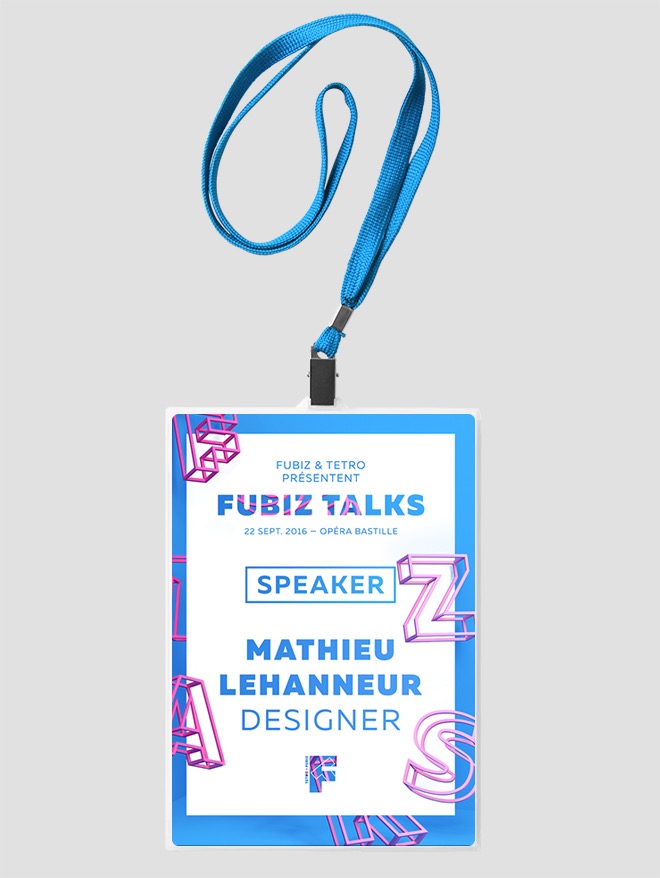 FUBIZ & TETRO
PRÉSENTENT
FUBIZ TALKS
22 SEPT. 2016 – OPÉRA BASTILLE
SPEAKER
MATHIEU
LEHANNEUR
DESIGNER
F